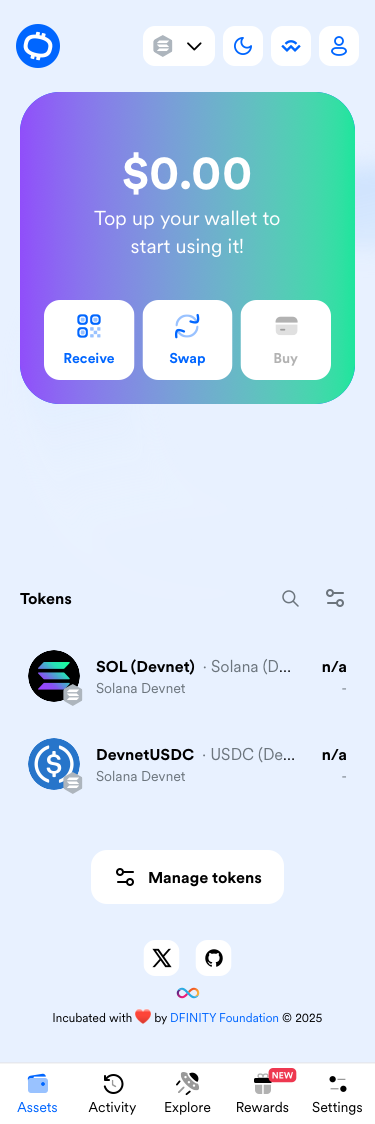 $0.00
Top up your wallet to
start using it!
Receive
Swap
Buy
Tokens
SOL (Devnet) · Solana (D... n/a
Solana Devnet -
DevnetUSDC · USDC (De... n/a
Solana Devnet -
Manage tokens
Incubated with ❤️ by DFINITY Foundation © 2025
NEW
Assets
Activity
Explore
Rewards
Settings